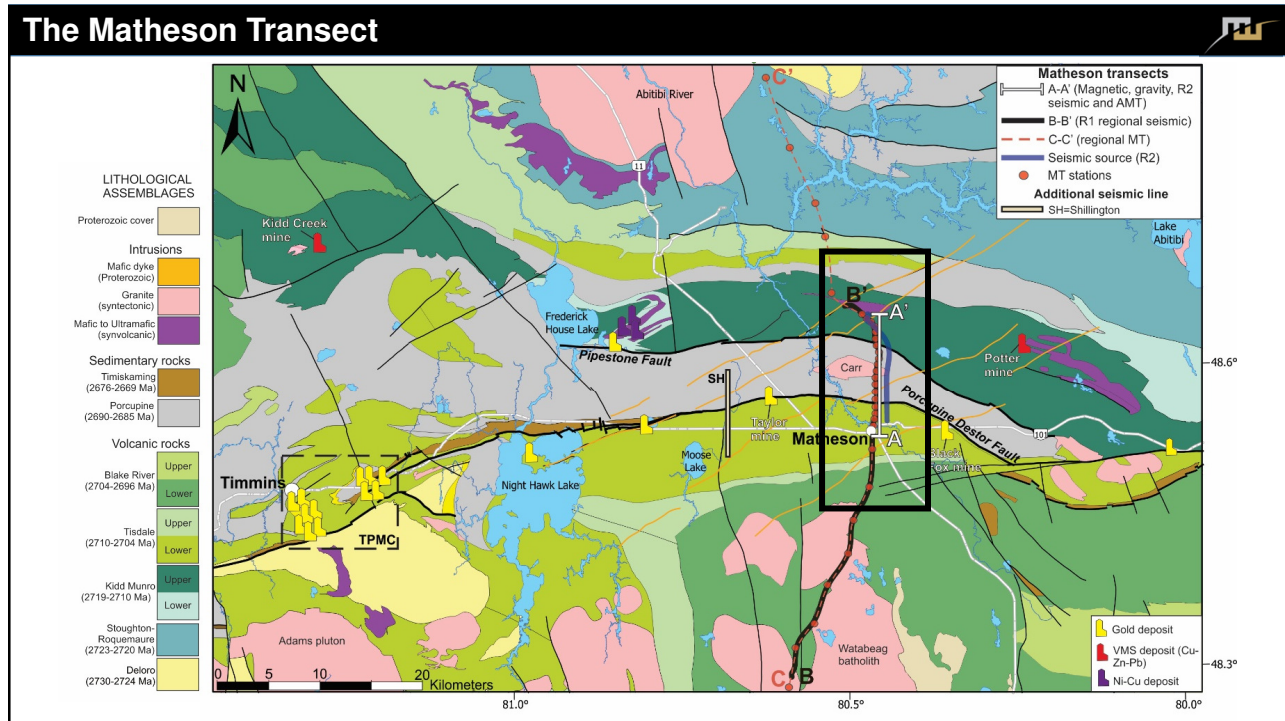 The Matheson Transect
N
C'
Abitibi River
11
Matheson transects
A-A' (Magnetic, gravity, R2
seismic and AMT)
B-B' (R1 regional seismic)
C-C' (regional MT)
Seismic source (R2)
MT stations
Additional seismic line
SH=Shillington
LITHOLOGICAL
ASSEMBLAGES
Proterozoic cover
Intrusions
Mafic dyke
(Proterozoic)
Granite
(syntectonic)
Mafic to Ultramafic
(synvolcanic)
Sedimentary rocks
Timiskaming
(2676-2669 Ma)
Porcupine
(2690-2685 Ma)
Volcanic rocks
Blake River
(2704-2696 Ma)
Upper
Lower
Tisdale
(2710-2704 Ma)
Upper
Lower
Kidd Munro
(2719-2710 Ma)
Upper
Lower
Stoughton-
Roquemaure
(2723-2720 Ma)
Deloro
(2730-2724 Ma)
Kidd Creek
mine
Lake
Abitibi
Frederick
House Lake
B'
A'
Pipestone Fault
Potter
mine
48.6°
SH
Carr
Taylor
mine
Porcupine Destor Fault
Matheson
A
101
Moose
Lake
Timmins
Night Hawk Lake
TPMC
Adams pluton
Watabeag
batholith
C
B
Gold deposit
VMS deposit (Cu-
Zn-Pb)
Ni-Cu deposit
48.3°
0
5
10
20
Kilometers
81.0°
80.5°
80.0°